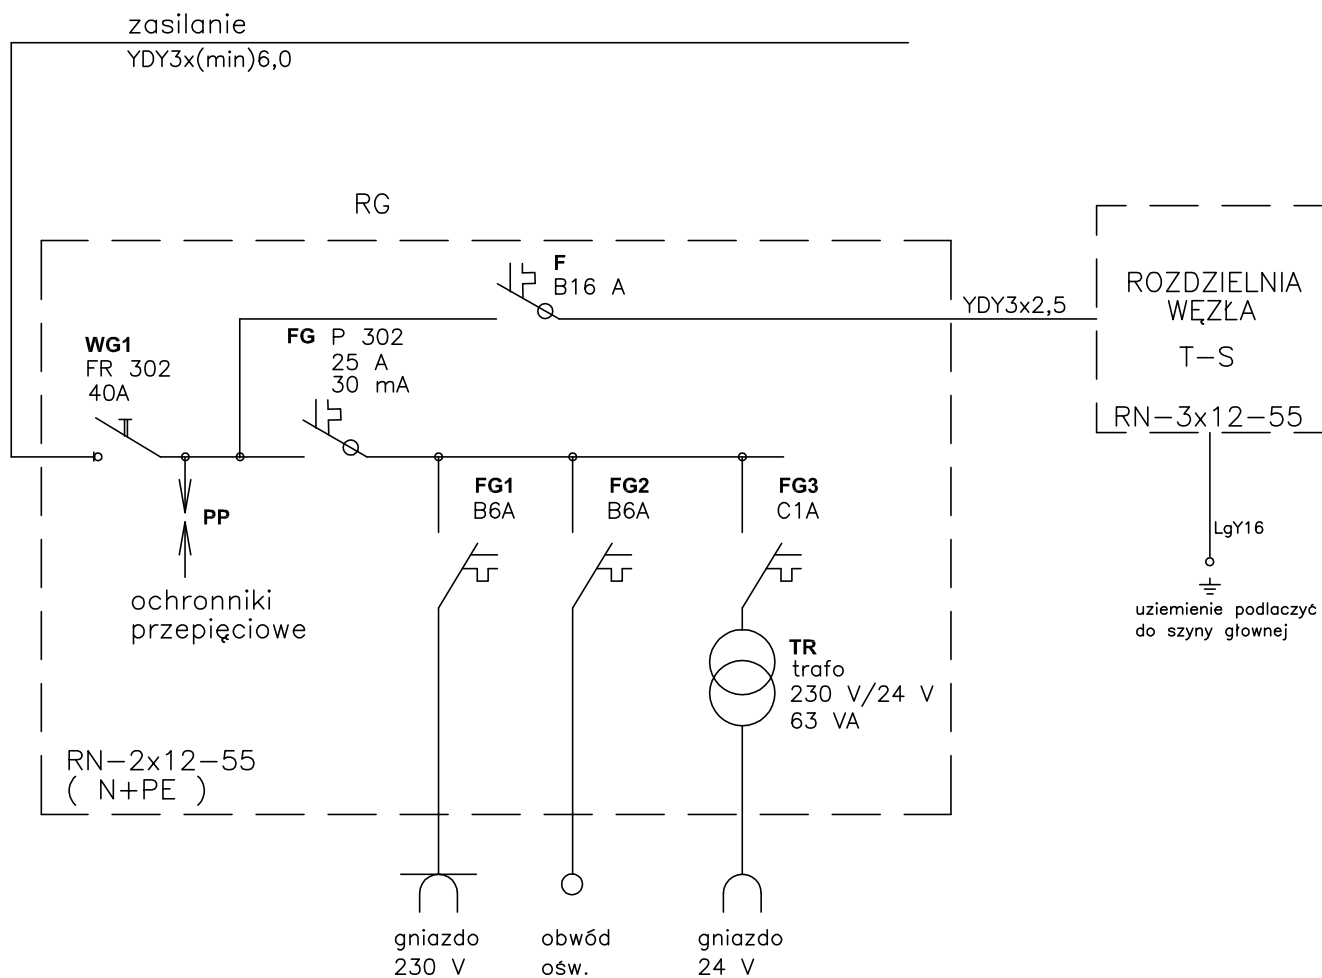 zasilanie
YDY3x(min)6,0
RG
F
B16 A
YDY3x2,5
ROZDZIELNIA
WĘZŁA
T-S
RN-3x12-55
WG1
FR 302
40A
FG P 302
25 A
30 mA
FG1
B6A
FG2
B6A
FG3
C1A
PP
ochronniki
przepięciowe
LgY16
uziemienie podlaczyć
do szyny głownej
TR
trafo
230 V/24 V
63 VA
RN-2x12-55
( N+PE )
gniazdo
230 V
obwód
ośw.
gniazdo
24 V